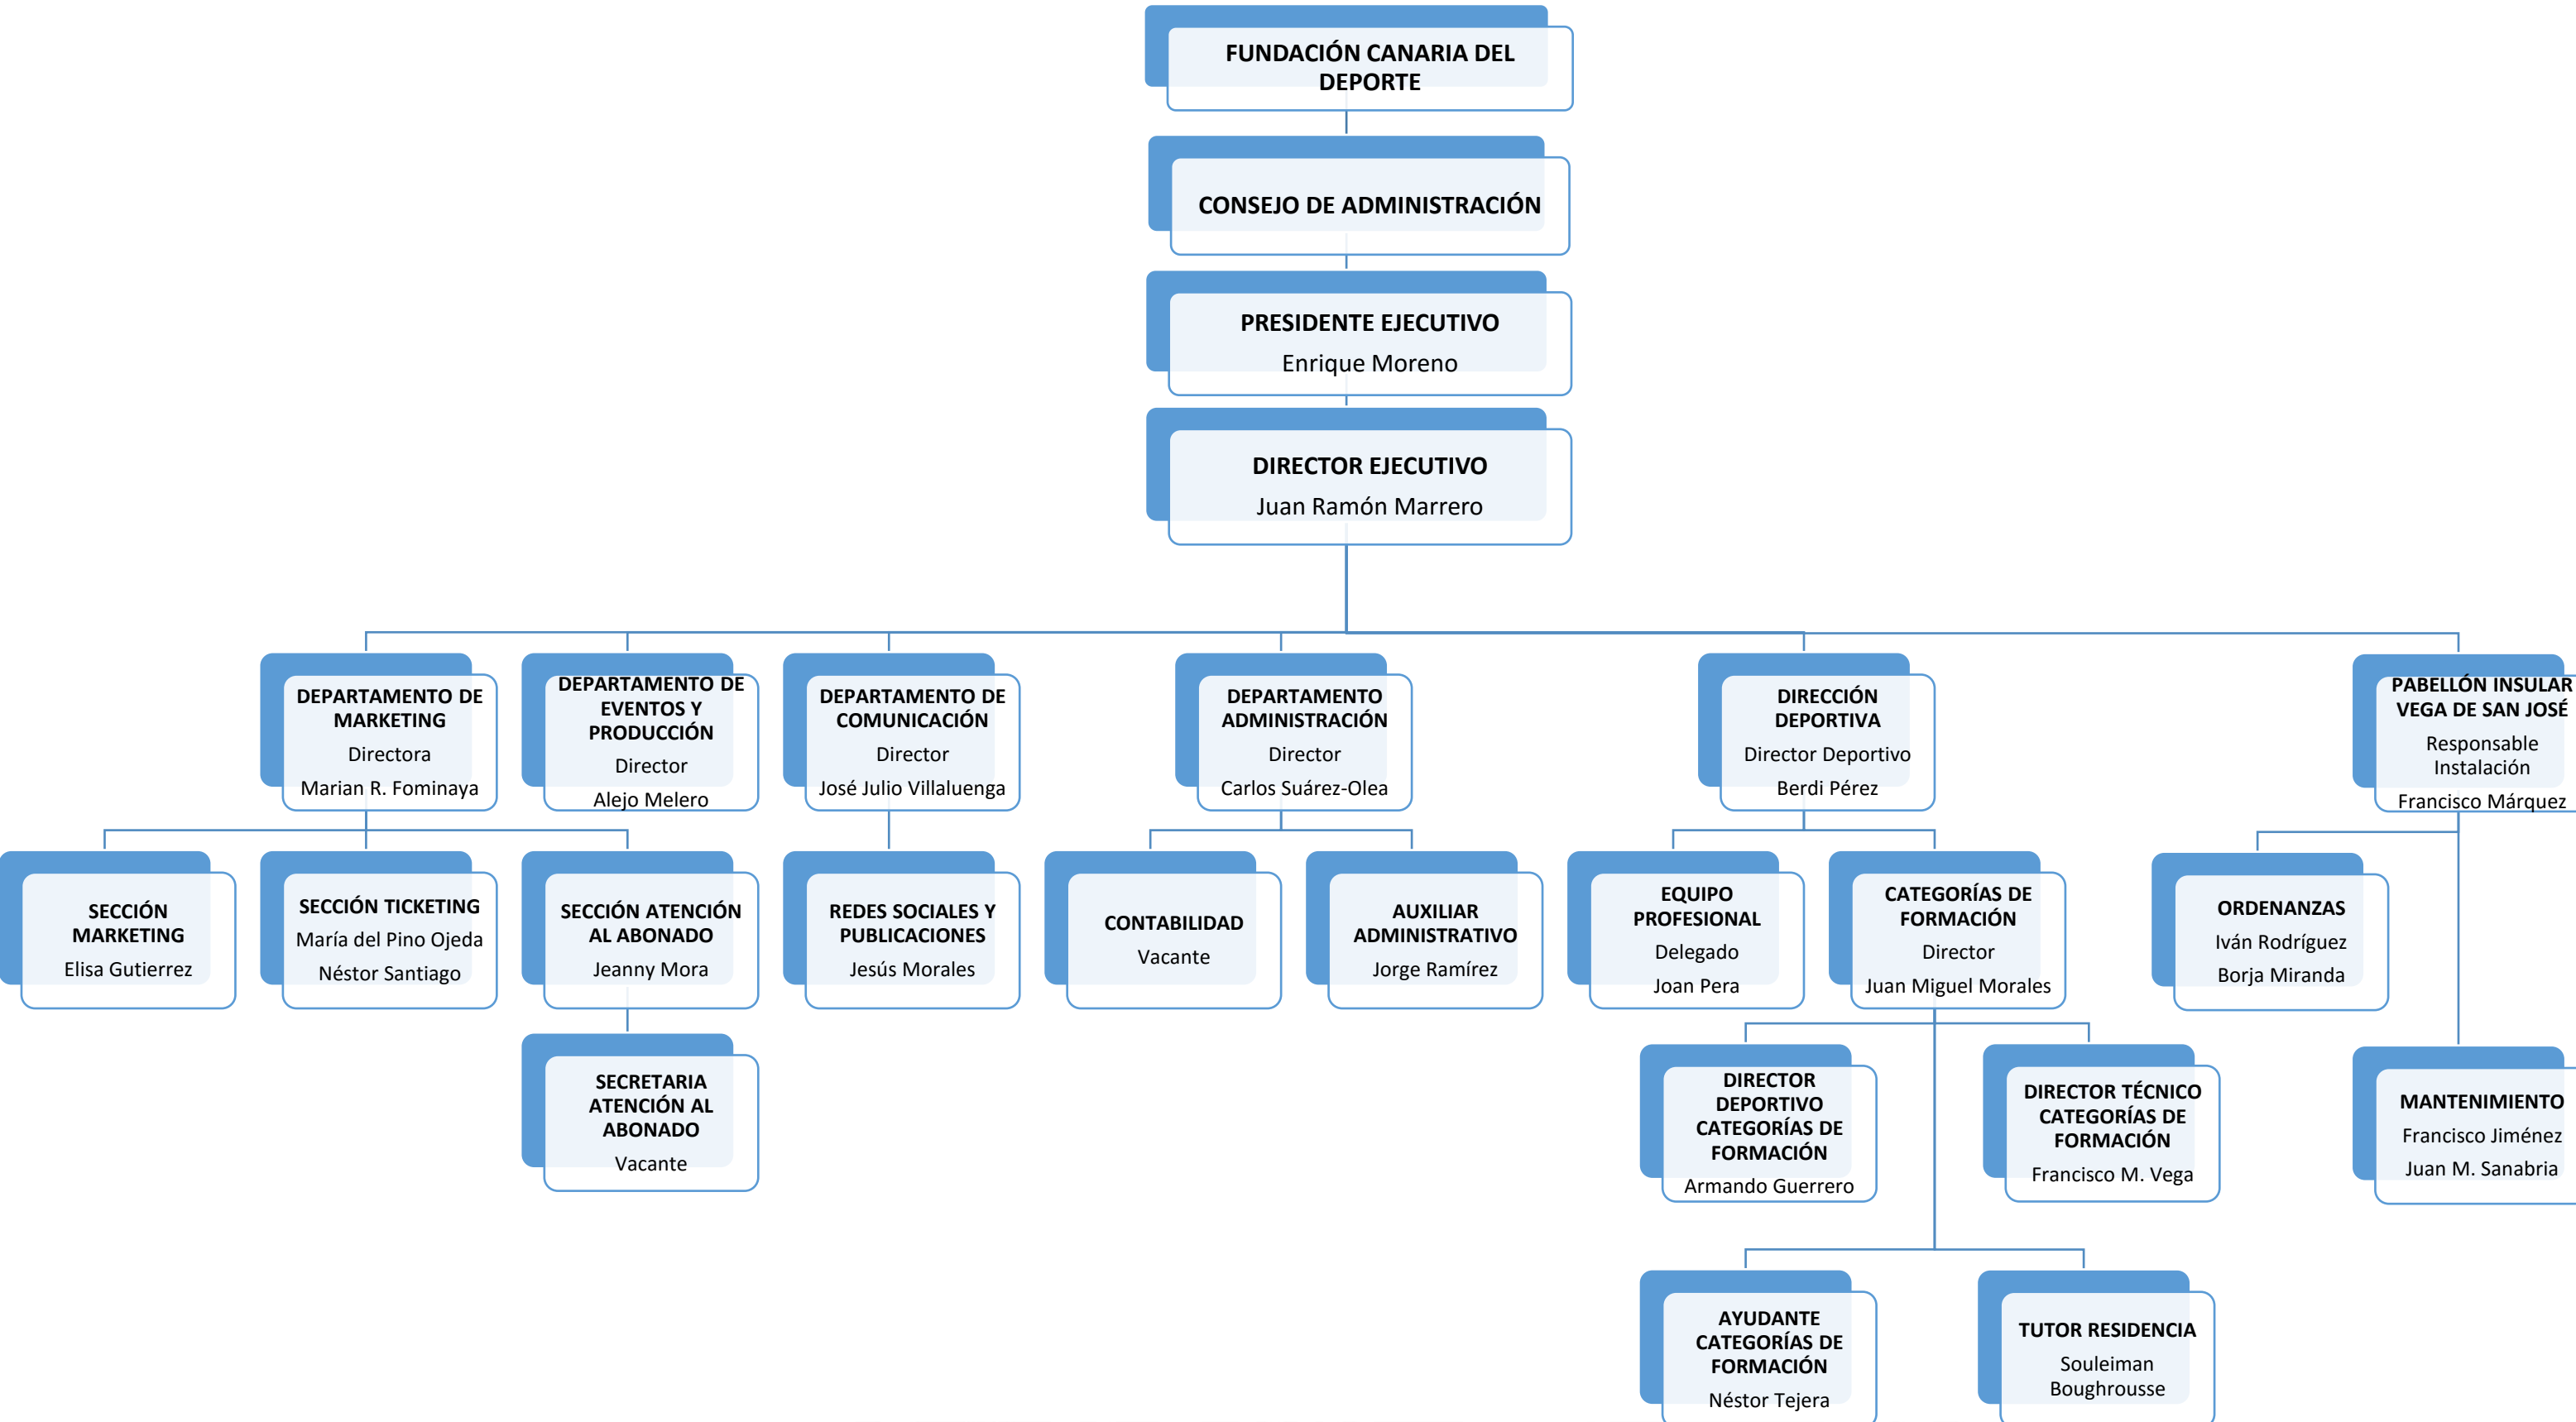 FUNDACIÓN CANARIA DEL
DEPORTE
CONSEJO DE ADMINISTRACIÓN
PRESIDENTE EJECUTIVO
Enrique Moreno
DIRECTOR EJECUTIVO
Juan Ramón Marrero
DEPARTAMENTO DE
MARKETING
Directora
Marian R. Fominaya
DEPARTAMENTO DE
EVENTOS Y
PRODUCCIÓN
Director
Alejo Melero
DEPARTAMENTO DE
COMUNICACIÓN
Director
José Julio Villaluenga
DEPARTAMENTO
ADMINISTRACIÓN
Director
Carlos Suárez-Olea
DIRECCIÓN
DEPORTIVA
Director Deportivo
Berdi Pérez
PABELLÓN INSULAR
VEGA DE SAN JOSÉ
Responsable
Instalación
Francisco Márquez
SECCIÓN
MARKETING
Elisa Gutierrez
SECCIÓN TICKETING
María del Pino Ojeda
Néstor Santiago
SECCIÓN ATENCIÓN
AL ABONADO
Jeanny Mora
REDES SOCIALES Y
PUBLICACIONES
Jesús Morales
CONTABILIDAD
Vacante
AUXILIAR
ADMINISTRATIVO
Jorge Ramírez
EQUIPO
PROFESIONAL
Delegado
Joan Pera
CATEGORÍAS DE
FORMACIÓN
Director
Juan Miguel Morales
ORDENANZAS
Iván Rodríguez
Borja Miranda
SECRETARIA
ATENCIÓN AL
ABONADO
Vacante
DIRECTOR
DEPORTIVO
CATEGORÍAS DE
FORMACIÓN
Armando Guerrero
DIRECTOR TÉCNICO
CATEGORÍAS DE
FORMACIÓN
Francisco M. Vega
MANTENIMIENTO
Francisco Jiménez
Juan M. Sanabria
AYUDANTE
CATEGORÍAS DE
FORMACIÓN
Néstor Tejera
TUTOR RESIDENCIA
Souleiman
Boughrousse